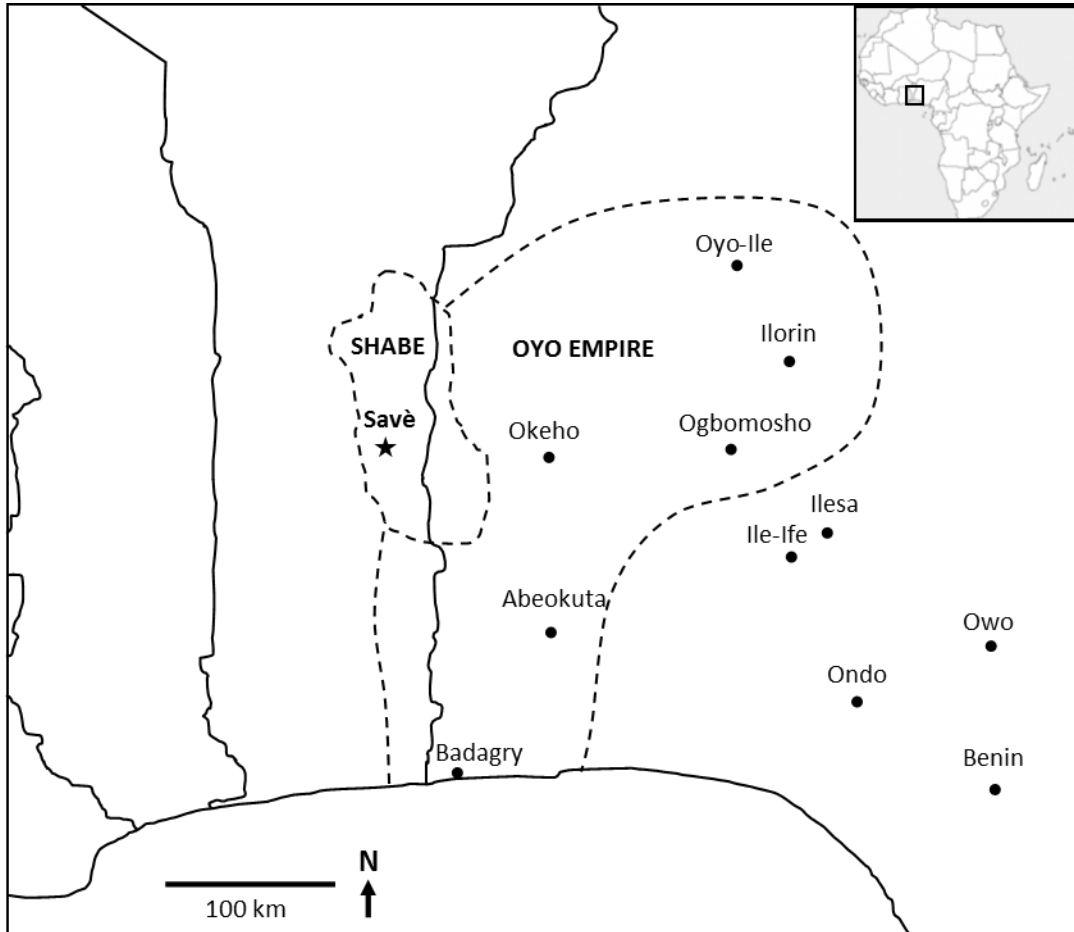 Oyo-Ile
SHABE
OYO EMPIRE
Ilorin
Savè
Okeho
Ogbomosho
Ilesa
Ile-Ife
Abeokuta
Owo
Ondo
Badagry
Benin
N
100 km